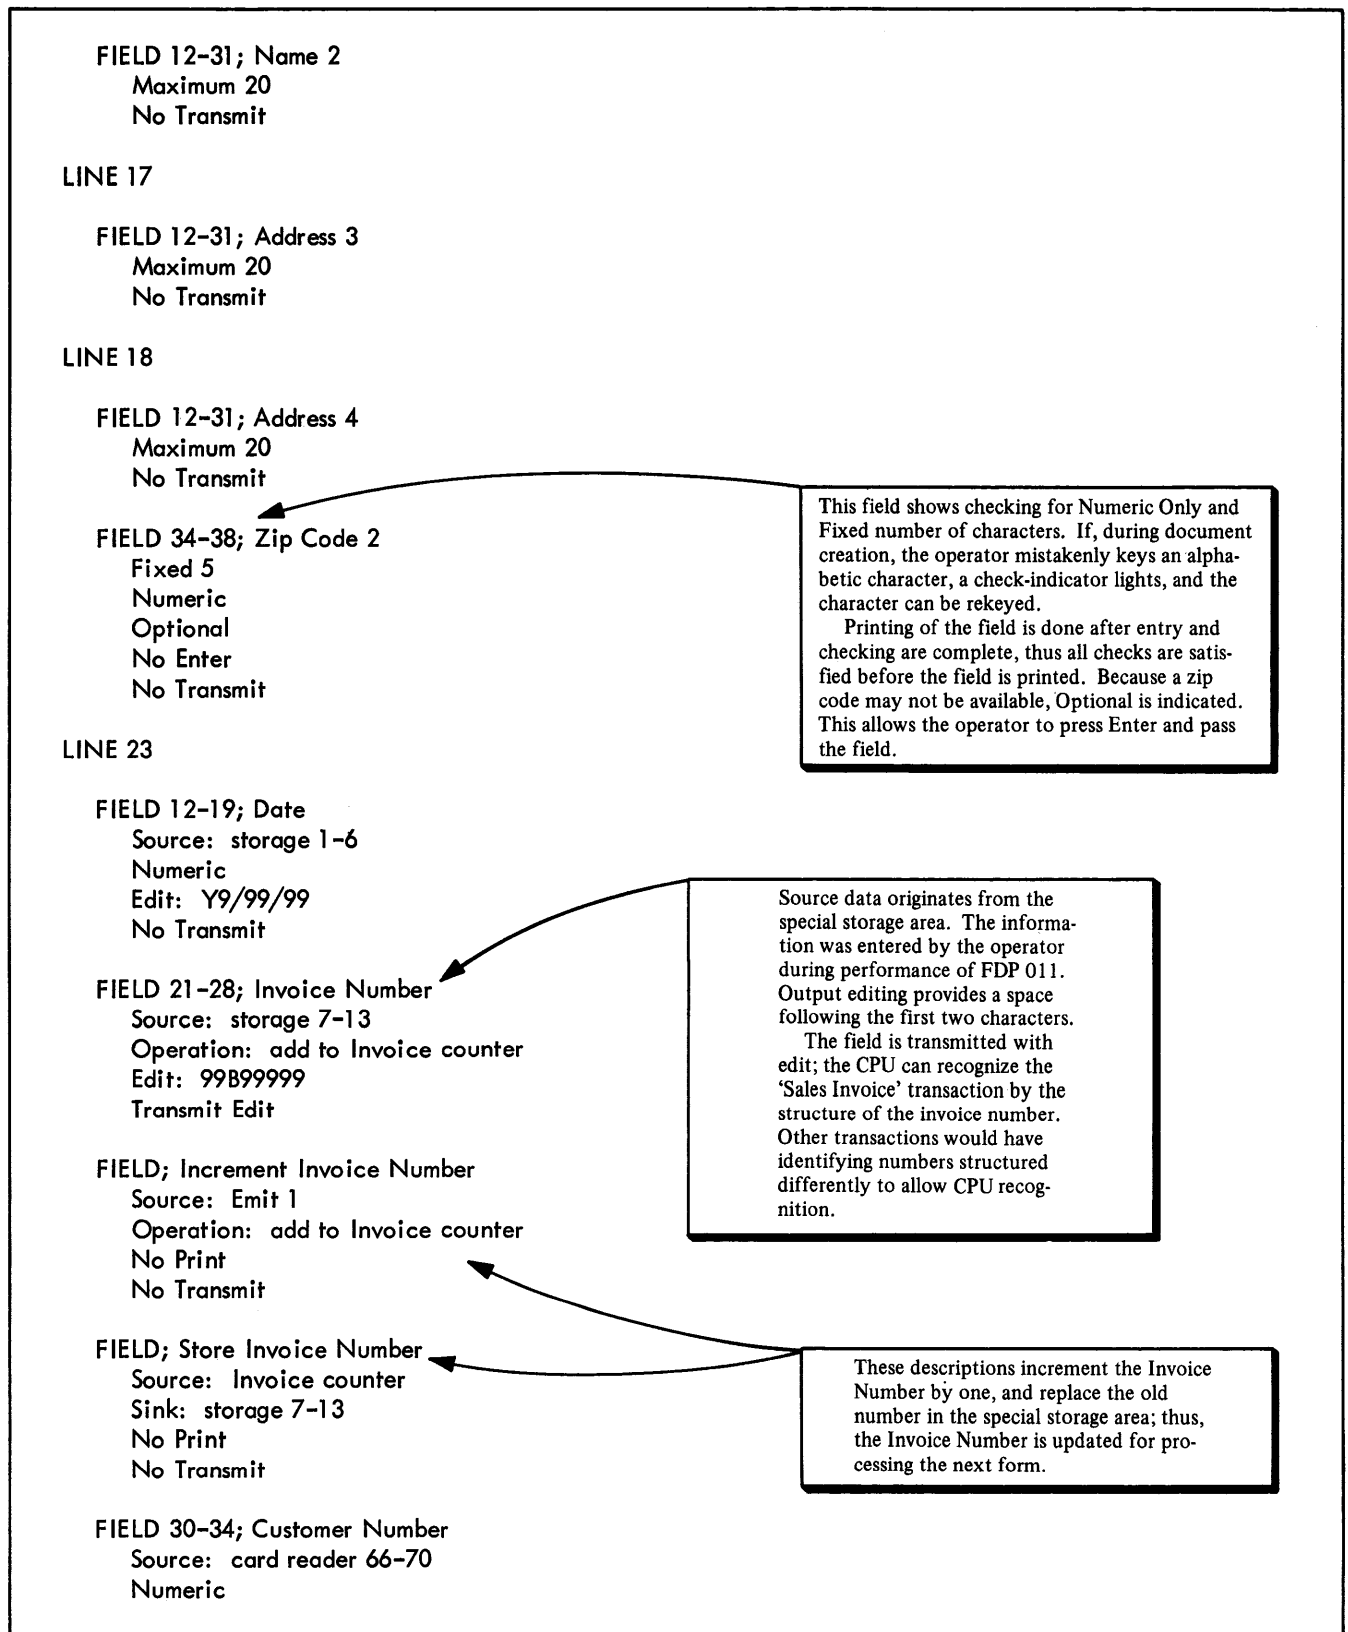 FIELD 12-31; Name 2
Maximum 20
No Transmit
LINE 17
FIELD 12-31; Address 3
Maximum 20
No Transmit
LINE 18
FIELD 12-31; Address 4
Maximum 20
No Transmit
FIELD 34-38; Zip Code 2
Fixed 5
Numeric
Optional
No Enter
No Transmit
This field shows checking for Numeric Only and
Fixed number of characters. If, during document
creation, the operator mistakenly keys an alpha-
betic character, a check-indicator lights, and the
character can be rekeyed.
Printing of the field is done after entry and
checking are complete, thus all checks are satis-
fied before the field is printed. Because a zip
code may not be available, Optional is indicated.
This allows the operator to press Enter and pass
the field.
LINE 23
FIELD 12-19; Date
Source: storage 1-6
Numeric
Edit: Y9/99/99
No Transmit
FIELD 21-28; Invoice Number
Source: storage 7-13
Operation: add to Invoice counter
Edit: 99B99999
Transmit Edit
Source data originates from the
special storage area. The informa-
tion was entered by the operator
during performance of FDP 011.
Output editing provides a space
following the first two characters.
The field is transmitted with
edit; the CPU can recognize the
‘Sales Invoice’ transaction by the
structure of the invoice number.
Other transactions would have
identifying numbers structured
differently to allow CPU recog-
nition.
FIELD; Increment Invoice Number
Source: Emit 1
Operation: add to Invoice counter
No Print
No Transmit
FIELD; Store Invoice Number
Source: Invoice counter
Sink: storage 7-13
No Print
No Transmit
These descriptions increment the Invoice
Number by one, and replace the old
number in the special storage area; thus,
the Invoice Number is updated for pro-
cessing the next form.
FIELD 30-34; Customer Number
Source: card reader 66-70
Numeric